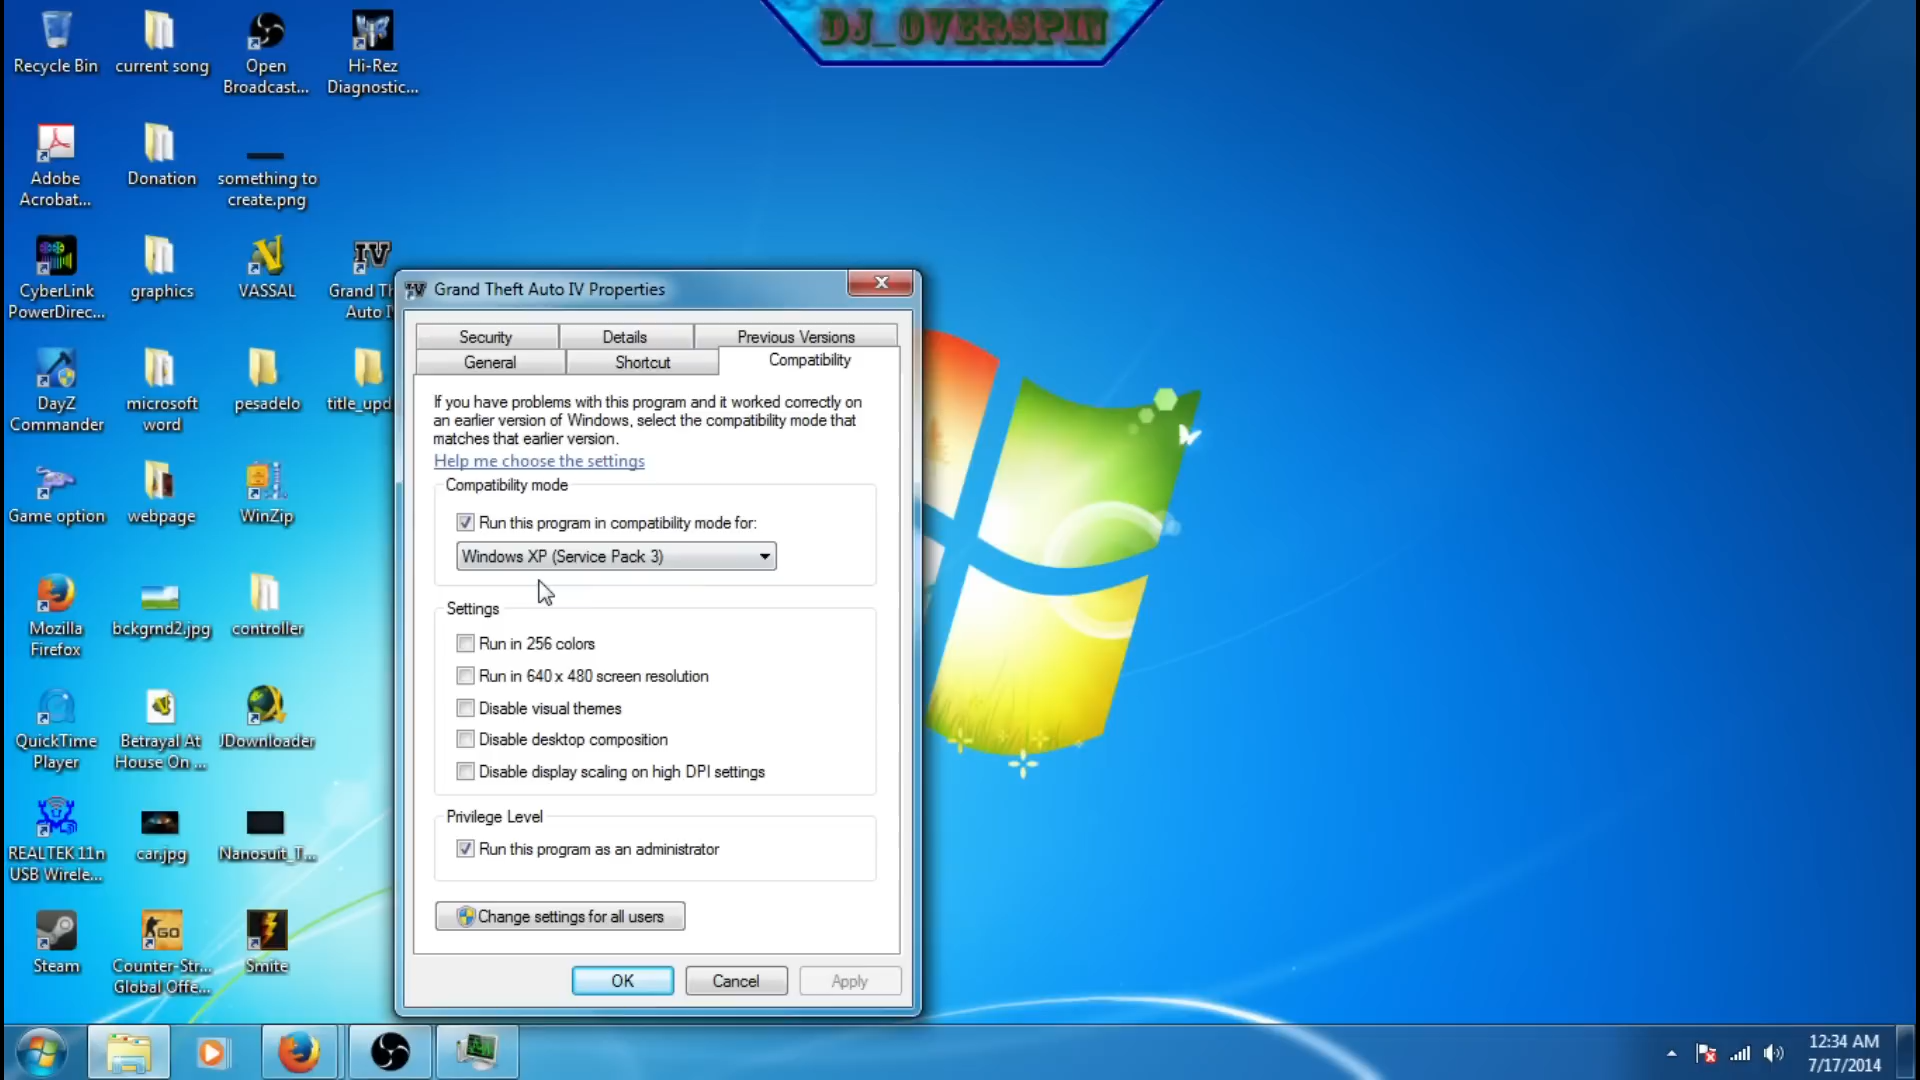 DJ_OVERSPIN
Recycle Bin
current song
Open
Broadcast...
Hi-Rez
Diagnostic...
Adobe
Acrobat...
Donation
something to
create.png
CyberLink
PowerDirec...
graphics
VASSAL
IV
Grand Th
Auto I
DayZ
Commander
microsoft
word
pesadelo
title_upd
Game option
webpage
WinZip
Mozilla
Firefox
bckgrnd2.jpg
controller
QuickTime
Player
Betrayal At
House On ...
JDownloader
REALTEK 11n
USB Wirele...
car.jpg
Nanosuit_T...
Steam
GO
Counter-Str...
Global Offe...
Smite
IV Grand Theft Auto IV Properties
Security Details Previous Versions
General Shortcut Compatibility
If you have problems with this program and it worked correctly on
an earlier version of Windows, select the compatibility mode that
matches that earlier version.
Help me choose the settings
Compatibility mode
Run this program in compatibility mode for:
Windows XP (Service Pack 3)
Settings
Run in 256 colors
Run in 640 x 480 screen resolution
Disable visual themes
Disable desktop composition
Disable display scaling on high DPI settings
Privilege Level
Run this program as an administrator
Change settings for all users
OK Cancel Apply
12:34 AM
7/17/2014